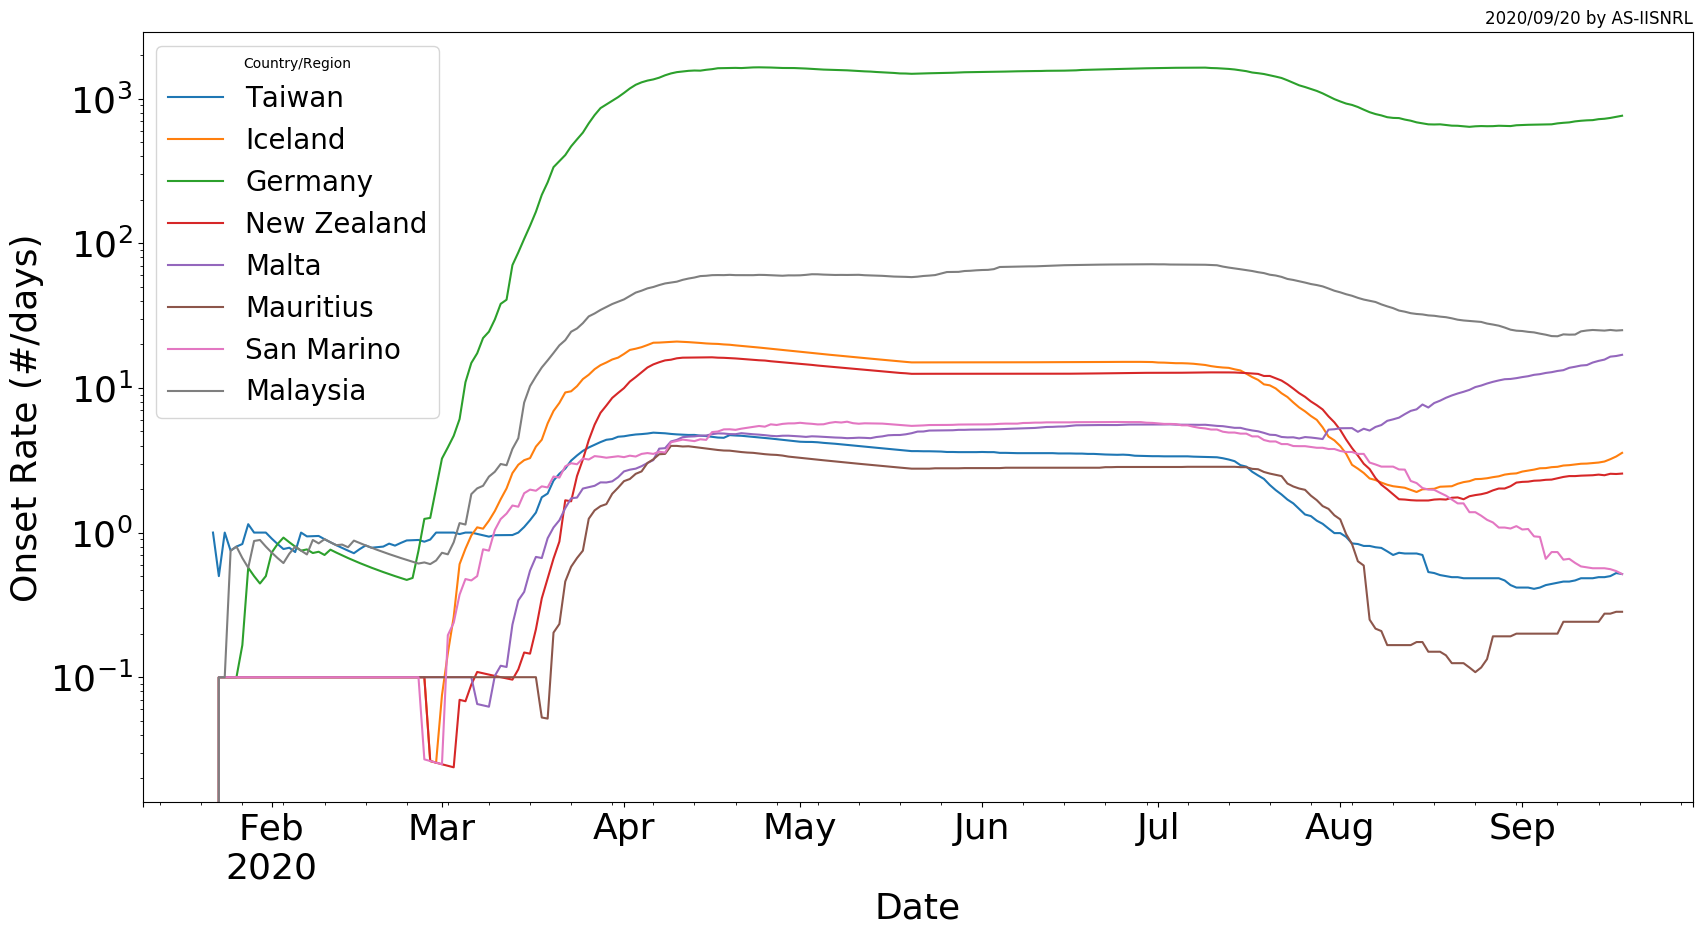 2020/09/20 by AS-IISNRL
Country/Region
Taiwan
Iceland
Germany
New Zealand
Malta
Mauritius
San Marino
Malaysia
Onset Rate (#/days)
10³
10²
10¹
10⁰
10⁻¹
Feb Mar Apr May Jun Jul Aug Sep
2020
Date